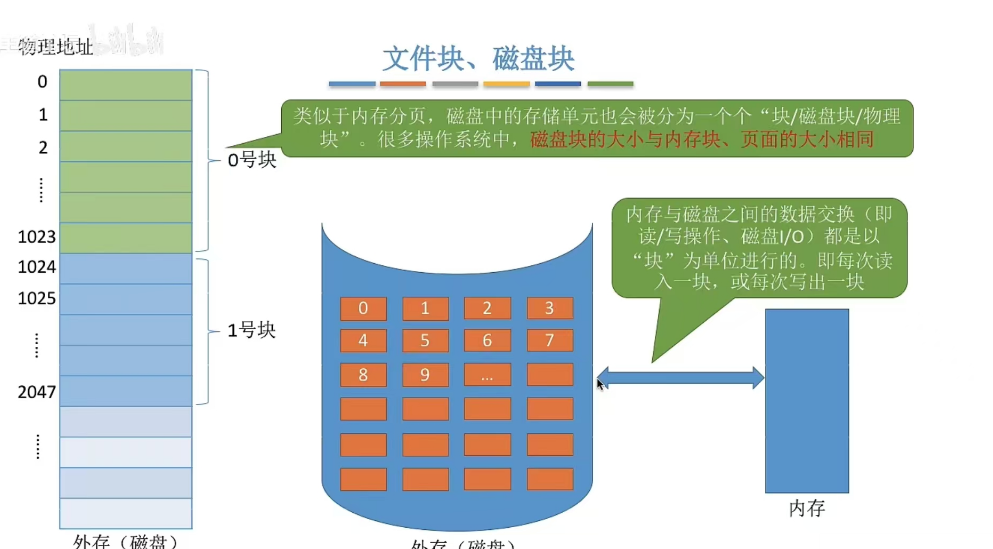 物理地址
文件块、磁盘块
0
1
2
……
1023
1024
1025
……
2047
……
0号块
1号块
外存（磁盘）
类似于内存分页，磁盘中的存储单元也会被分为一个个“块/磁盘块/物理
块”。很多操作系统中，磁盘块的大小与内存块、页面的大小相同
内存与磁盘之间的数据交换（即
读/写操作、磁盘I/O）都是以
“块”为单位进行的。即每次读
入一块，或每次写出一块
0 1 2 3
4 5 6 7
8 9 ...
外存（磁盘）
内存